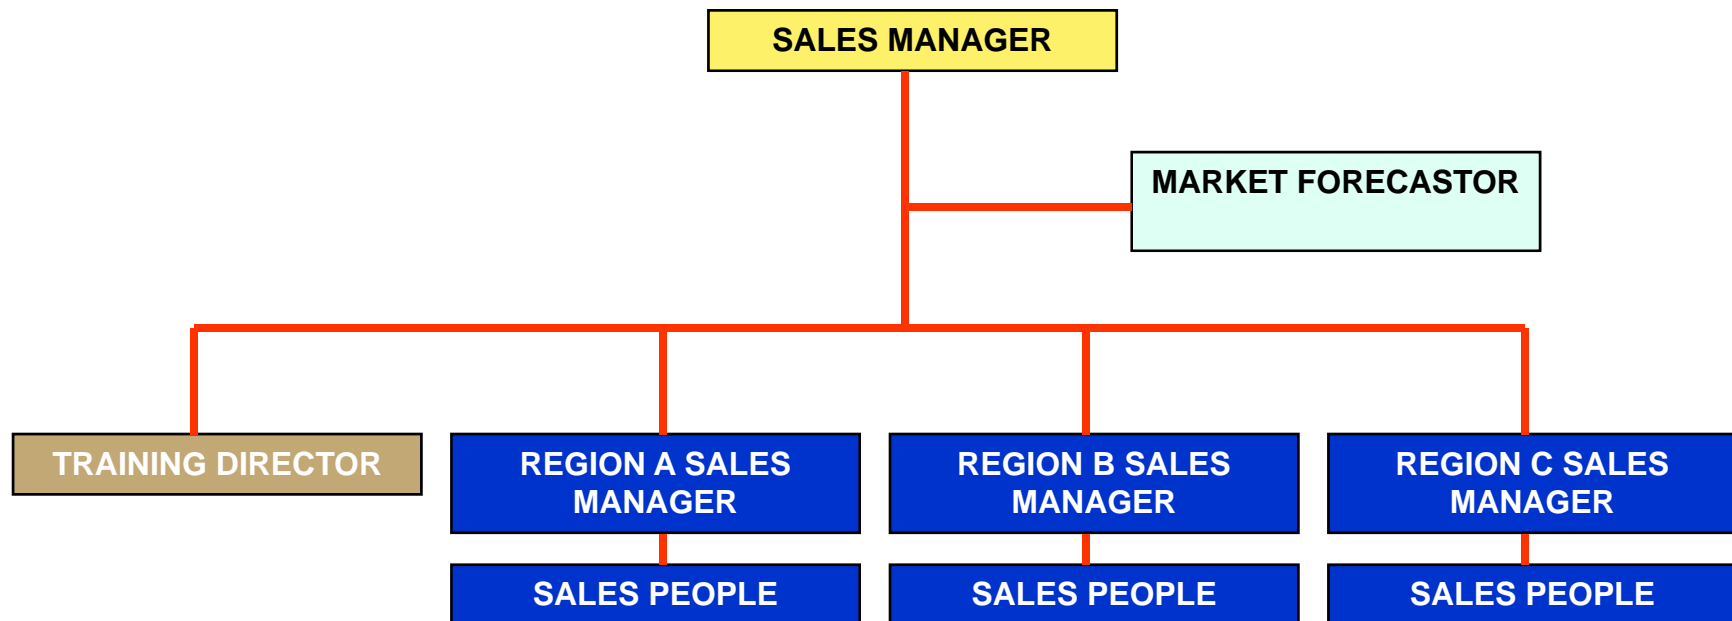 SALES MANAGER
MARKET FORECASTOR
TRAINING DIRECTOR
REGION A SALES
MANAGER
REGION B SALES
MANAGER
REGION C SALES
MANAGER
SALES PEOPLE
SALES PEOPLE
SALES PEOPLE